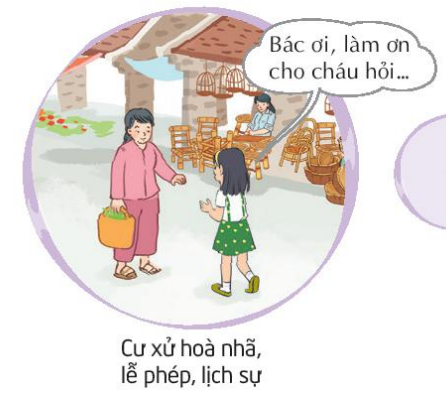 Bác ơi, làm ơn
cho cháu hỏi...
Cư xử hoà nhã,
lễ phép, lịch sự